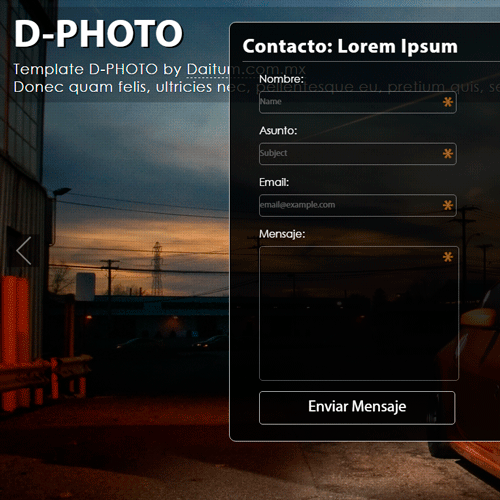 D-PHOTO
Template D-PHOTO by Daitum.com.mx
Donec quam felis, ultricies nec, pellentesque eu, pretium quis, se
Contacto: Lorem Ipsum
Nombre:
Name
*
Asunto:
Subject
*
Email:
email@example.com
*
Mensaje:
*
Enviar Mensaje